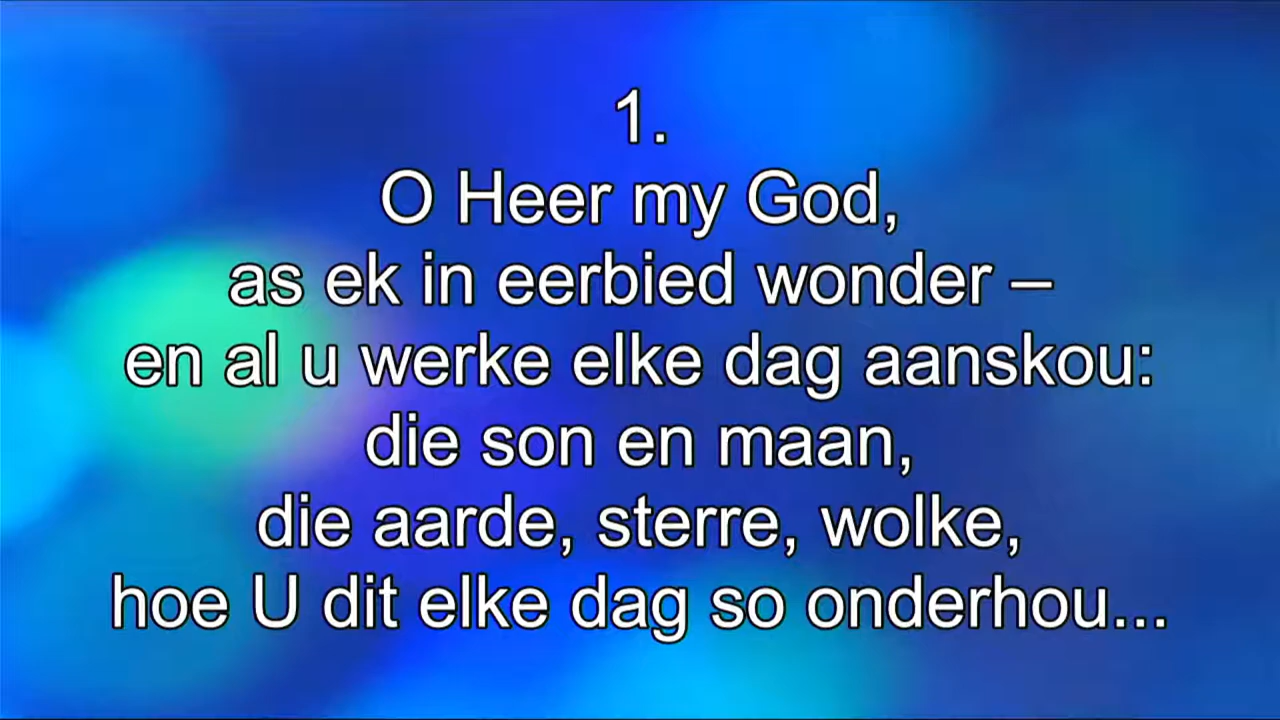 1.
O Heer my God,
as ek in eerbied wonder –
en al u werke elke dag aanskou:
die son en maan,
die aarde, sterre, wolke,
hoe U dit elke dag so onderhou...